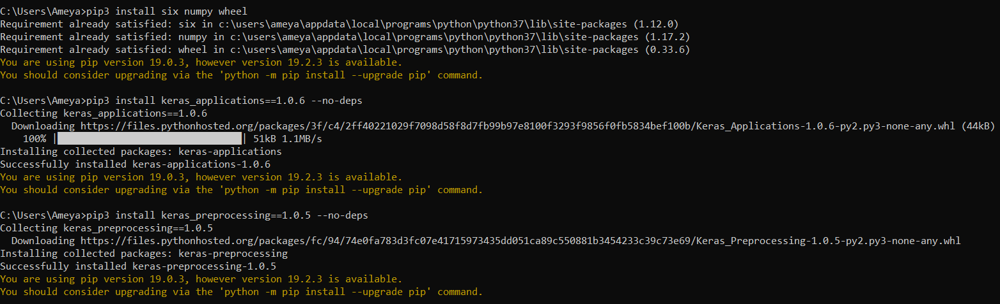 C:\Users\Ameya>pip3 install six numpy wheel
Requirement already satisfied: six in c:\users\ameya\appdata\local\programs\python\python37\lib\site-packages (1.12.0)
Requirement already satisfied: numpy in c:\users\ameya\appdata\local\programs\python\python37\lib\site-packages (1.17.2)
Requirement already satisfied: wheel in c:\users\ameya\appdata\local\programs\python\python37\lib\site-packages (0.33.6)
You are using pip version 19.0.3, however version 19.2.3 is available.
You should consider upgrading via the 'python -m pip install --upgrade pip' command.
C:\Users\Ameya>pip3 install keras_applications==1.0.6 --no-deps
Collecting keras_applications==1.0.6
Downloading https://files.pythonhosted.org/packages/3f/c4/2ff40221029f7098d58f8d7fb99b97e8100f3293f9856f0fb5834bef100b/Keras_Applications-1.0.6-py2.py3-none-any.whl (44kB)
100% |████████████████████████████████| 51kB 1.1MB/s
Installing collected packages: keras-applications
Successfully installed keras-applications-1.0.6
You are using pip version 19.0.3, however version 19.2.3 is available.
You should consider upgrading via the 'python -m pip install --upgrade pip' command.
C:\Users\Ameya>pip3 install keras_preprocessing==1.0.5 --no-deps
Collecting keras_preprocessing==1.0.5
Downloading https://files.pythonhosted.org/packages/fc/94/74e0fa783d3fc07e41715973435dd051ca89c550881b3454233c39c73e69/Keras_Preprocessing-1.0.5-py2.py3-none-any.whl
Installing collected packages: keras-preprocessing
Successfully installed keras-preprocessing-1.0.5
You are using pip version 19.0.3, however version 19.2.3 is available.
You should consider upgrading via the 'python -m pip install --upgrade pip' command.